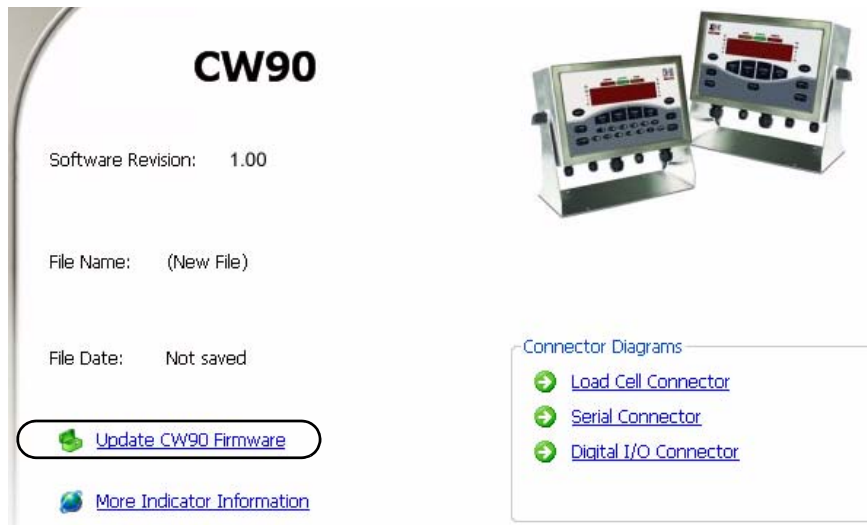 CW90
Software Revision: 1.00
File Name: (New File)
File Date: Not saved
Update CW90 Firmware
More Indicator Information
Connector Diagrams
Load Cell Connector
Serial Connector
Digital I/O Connector